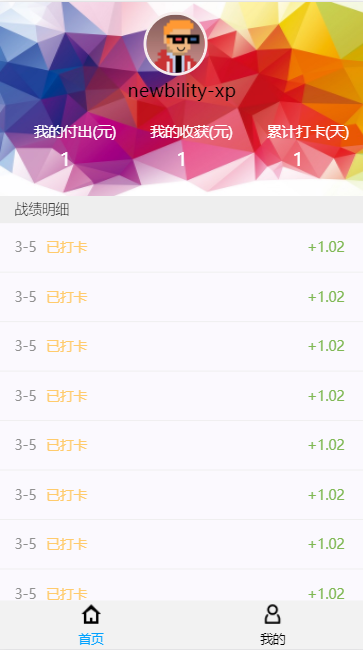 newbility-xp
我的付出(元) 我的收获(元) 累计打卡(天)
1 1 1
战绩明细
3-5 已打卡 +1.02
3-5 已打卡 +1.02
3-5 已打卡 +1.02
3-5 已打卡 +1.02
3-5 已打卡 +1.02
3-5 已打卡 +1.02
3-5 已打卡 +1.02
3-5 已打卡 +1.02
首页 我的